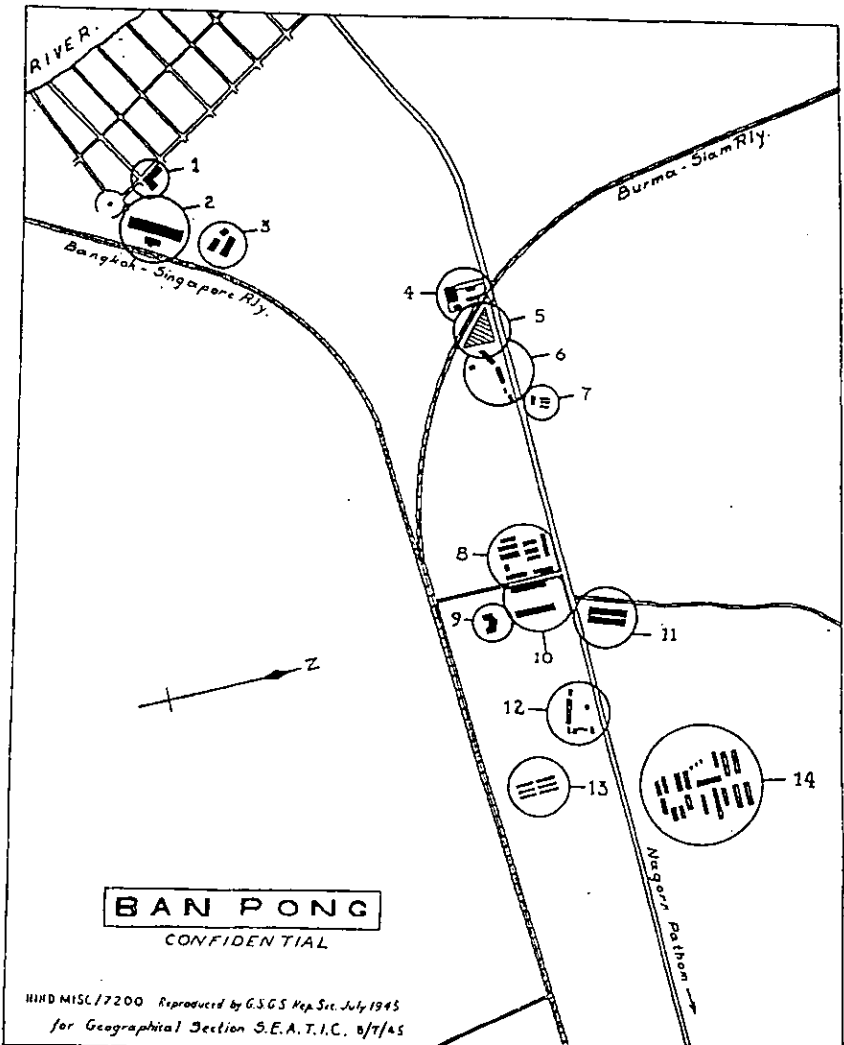 RIVER.
1
2
3
Bangkok - Singapore Rly.
Burma - Siam Rly.
4
5
6
7
8
9
10
11
N
12
13
14
Nagorn Pathom →
BAN PONG
CONFIDENTIAL
HIND MISC/7200 Reproduced by G.S.G.S Rep. Sec. July 1945
for Geographical Section S.E.A.T.I.C. 8/7/45